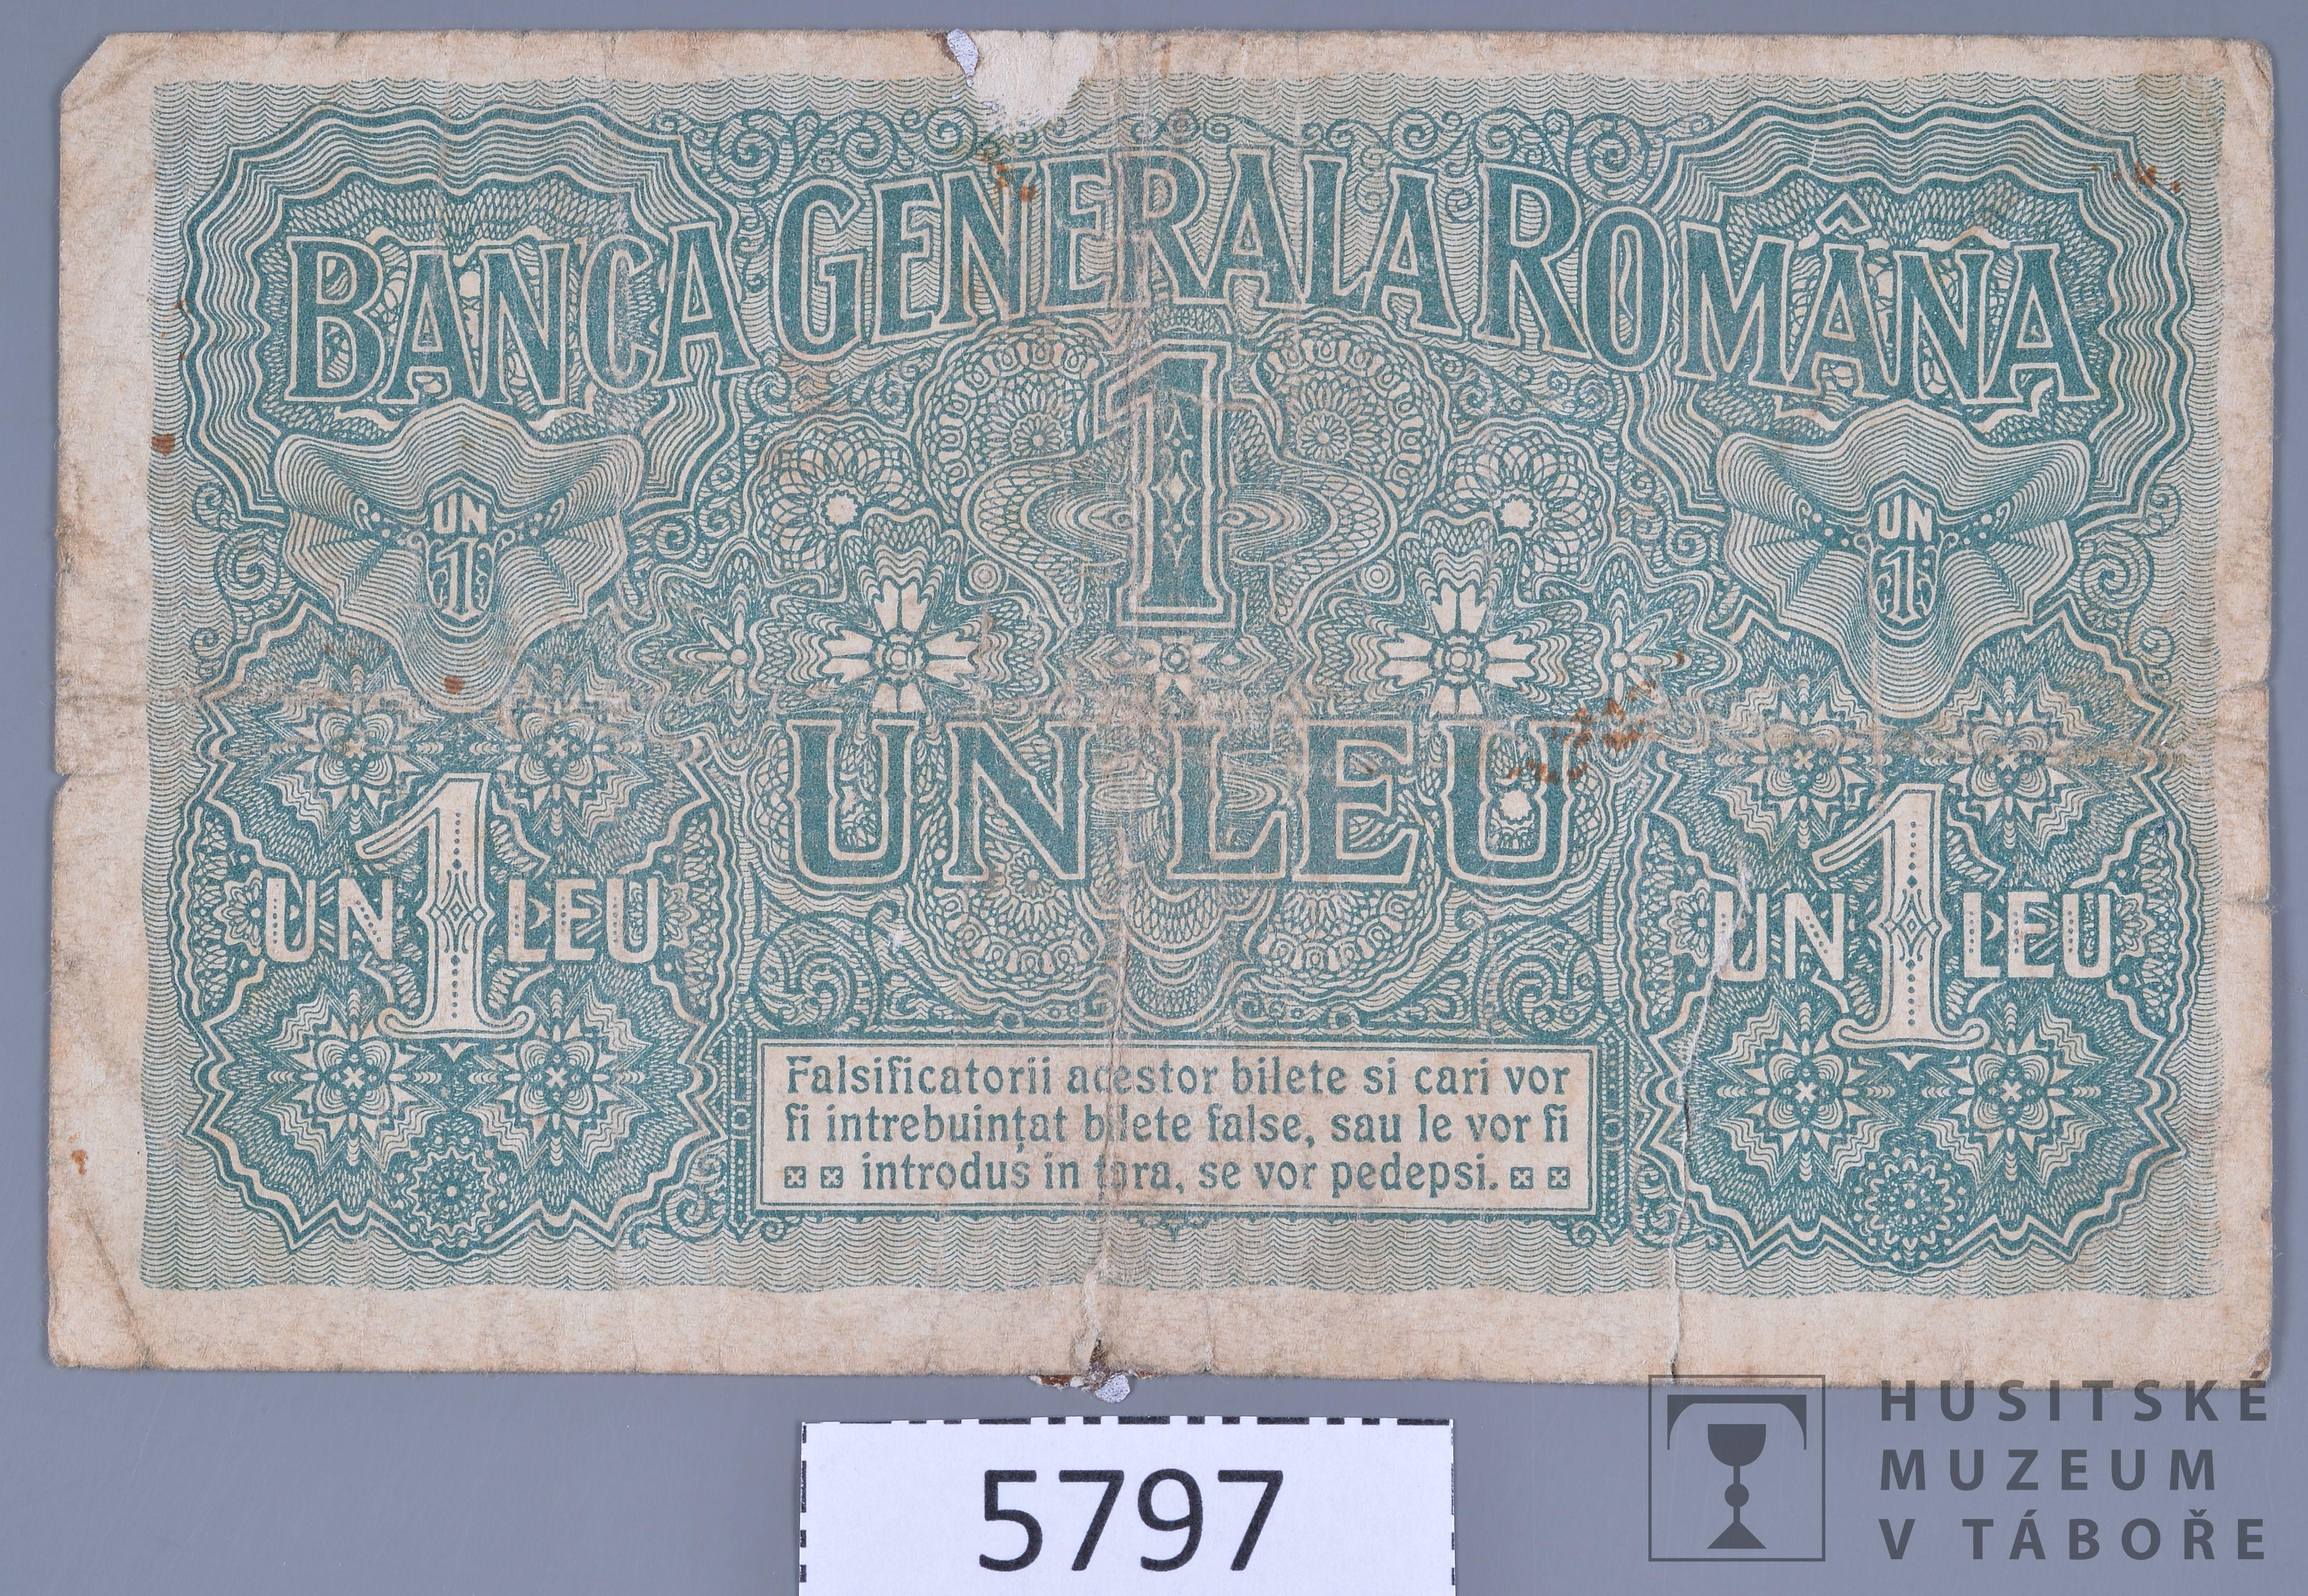 BANCA GENERALA ROMÂNA
1
UN
1
UN
1
UN LEU
UN 1 LEU
UN 1 LEU
Falsificatorii acestor bilete si cari vor
fi intrebuințat bilete false, sau le vor fi
introdus in tara, se vor pedepsi.
5797
HUSITSKÉ
MUZEUM
V TÁBOŘE